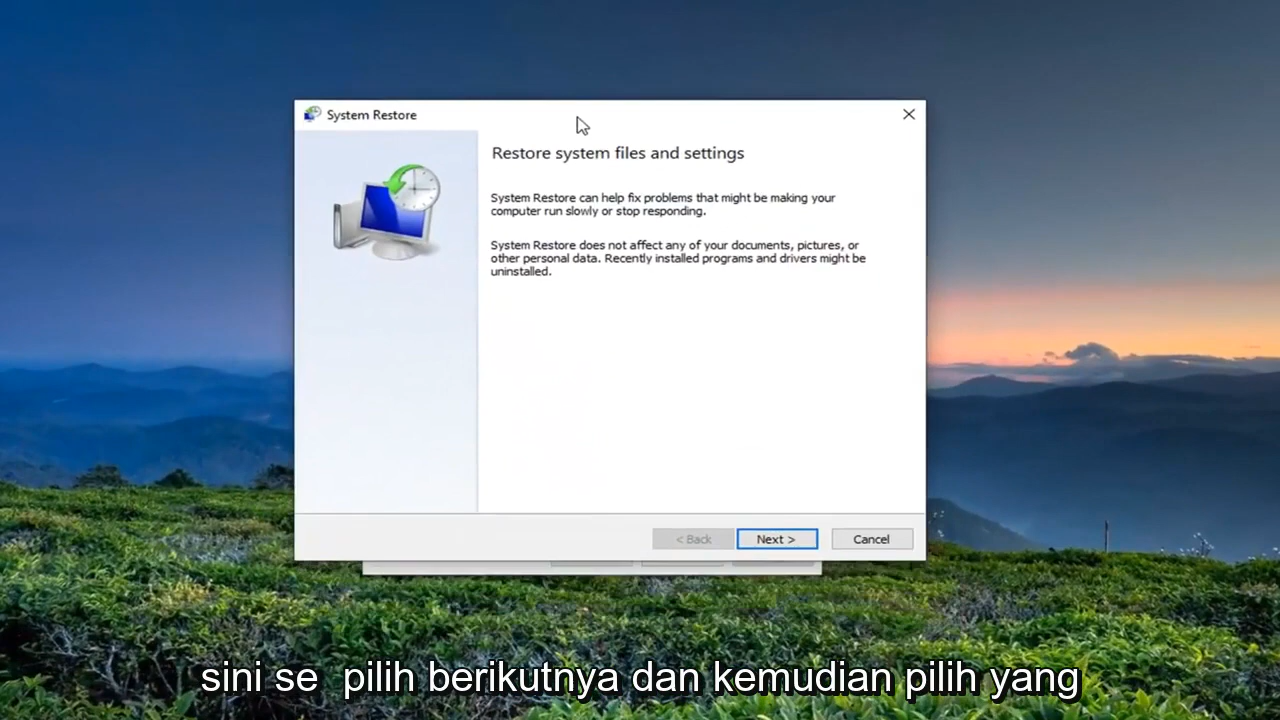 System Restore
Restore system files and settings
System Restore can help fix problems that might be making your
computer run slowly or stop responding.
System Restore does not affect any of your documents, pictures, or
other personal data. Recently installed programs and drivers might be
uninstalled.
< Back
Next >
Cancel
sini se pilih berikutnya dan kemudian pilih yang